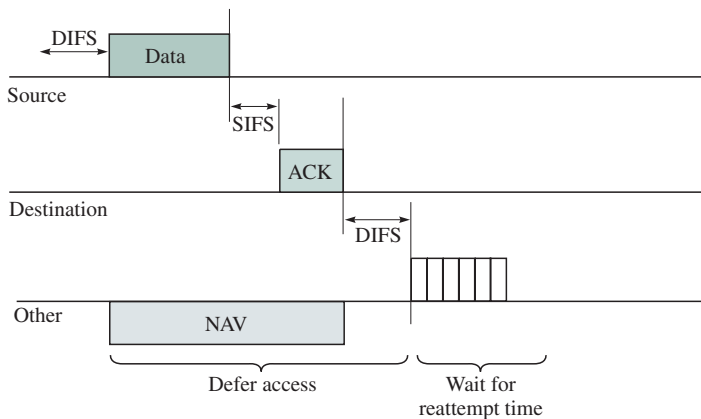 DIFS
Data
Source
SIFS
ACK
Destination
DIFS
Other
NAV
Defer access
Wait for
reattempt time